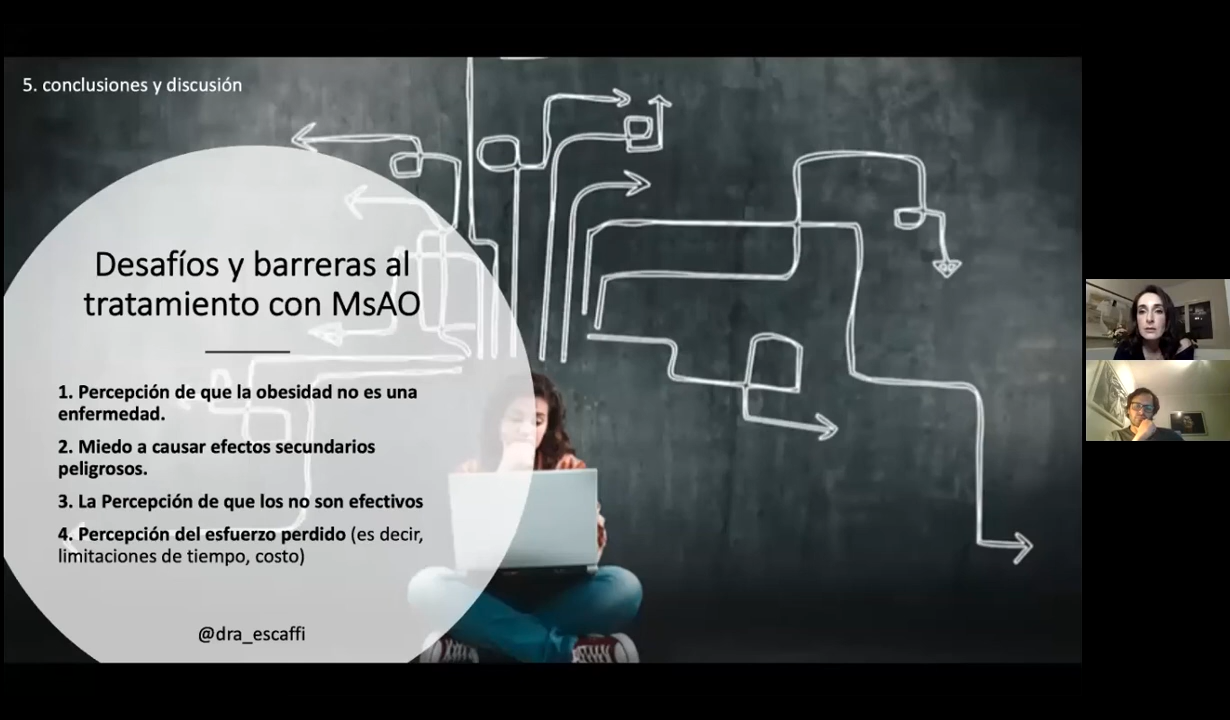 5. conclusiones y discusión
Desafíos y barreras al
tratamiento con MsAO
1. Percepción de que la obesidad no es una
enfermedad.
2. Miedo a causar efectos secundarios
peligrosos.
3. La Percepción de que los no son efectivos
4. Percepción del esfuerzo perdido (es decir,
limitaciones de tiempo, costo)
@dra_escaffi